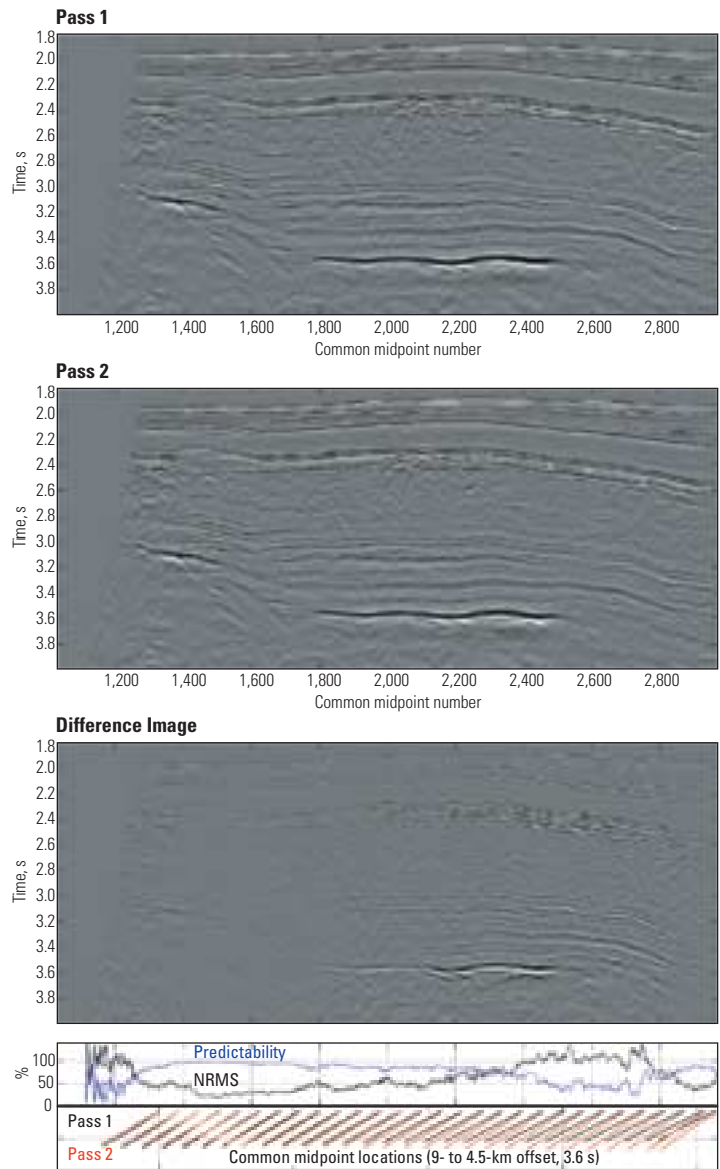 Pass 1
1.8
2.0
2.2
2.4
2.6
2.8
3.0
3.2
3.4
3.6
3.8
Time, s
1,200 1,400 1,600 1,800 2,000 2,200 2,400 2,600 2,800
Common midpoint number
Pass 2
1.8
2.0
2.2
2.4
2.6
2.8
3.0
3.2
3.4
3.6
3.8
Time, s
1,200 1,400 1,600 1,800 2,000 2,200 2,400 2,600 2,800
Common midpoint number
Difference Image
1.8
2.0
2.2
2.4
2.6
2.8
3.0
3.2
3.4
3.6
3.8
Time, s
%
100
50
0
Predictability
NRMS
Pass 1
Pass 2
Common midpoint locations (9- to 4.5-km offset, 3.6 s)